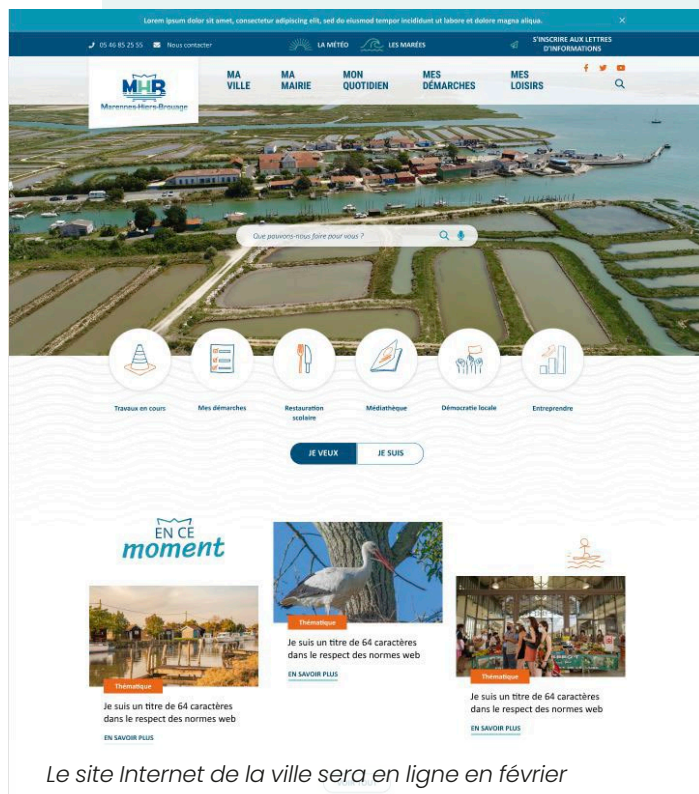 Lorem ipsum dolor sit amet, consectetur adipiscing elit, sed do eiusmod tempor incididunt ut labore et dolore magna aliqua.
05 46 85 25 55 Nous contacter LA MÉTÉO LES MARÉES S'INSCRIRE AUX LETTRES
D'INFORMATIONS
MHB
Marennes-Hiers-Brouage
MA
VILLE
MA
MAIRIE
MON
QUOTIDIEN
MES
DÉMARCHES
MES
LOISIRS
Que pouvons-nous faire pour vous ?
Travaux en cours
Mes démarches
Restauration
scolaire
Médiathèque
Démocratie locale
Entreprendre
JE VEUX JE SUIS
EN CE
moment
Thématique
Je suis un titre de 64 caractères
dans le respect des normes web
EN SAVOIR PLUS
Thématique
Je suis un titre de 64 caractères
dans le respect des normes web
EN SAVOIR PLUS
Thématique
Je suis un titre de 64 caractères
dans le respect des normes web
EN SAVOIR PLUS
Le site Internet de la ville sera en ligne en février